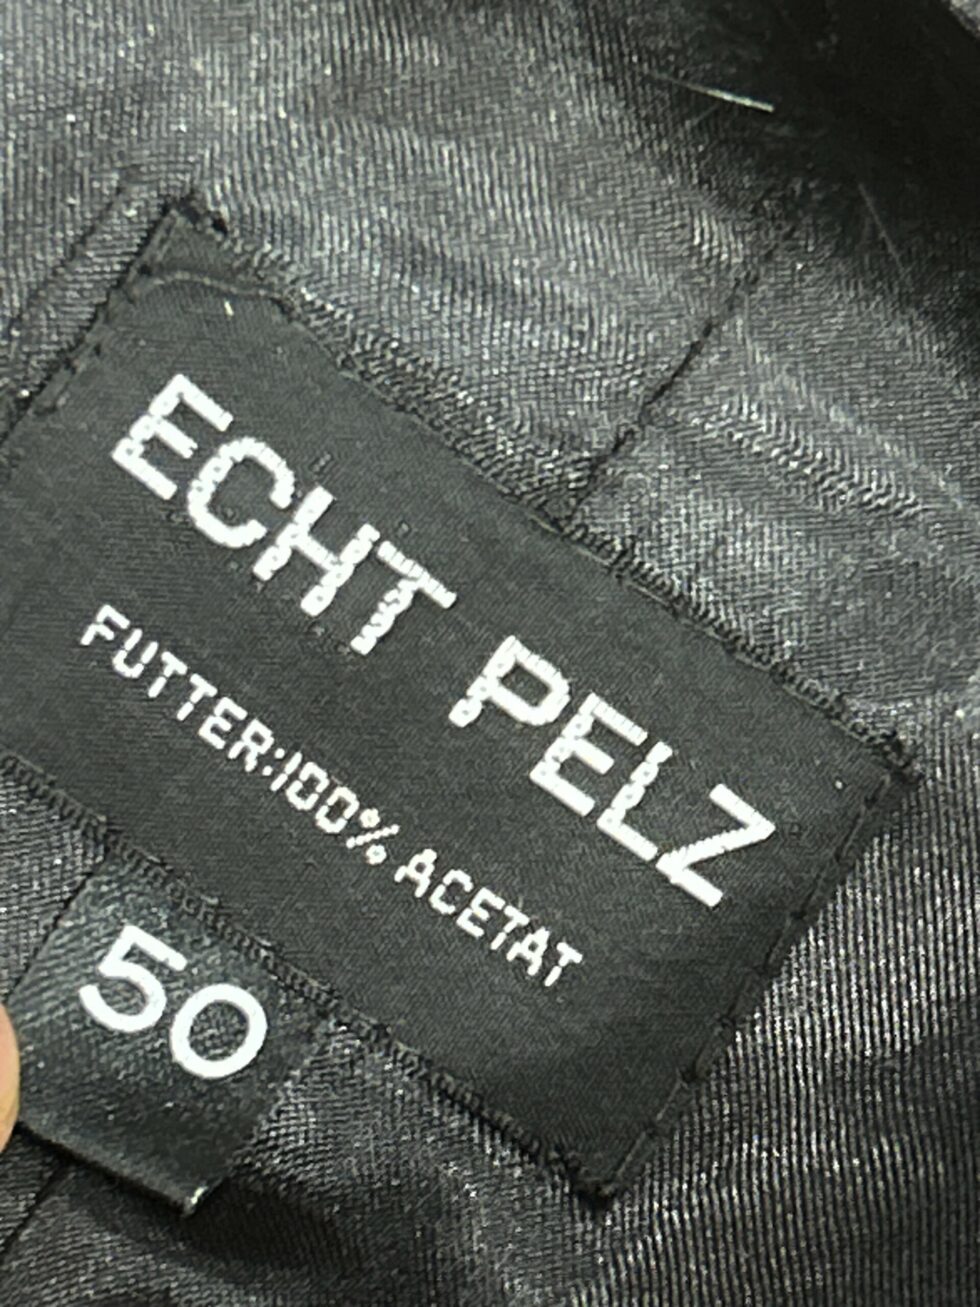 ECHT PELZ
FUTTER:100% ACETAT
50